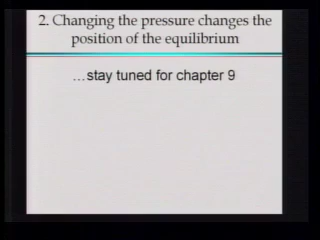 2. Changing the pressure changes the
position of the equilibrium
...stay tuned for chapter 9